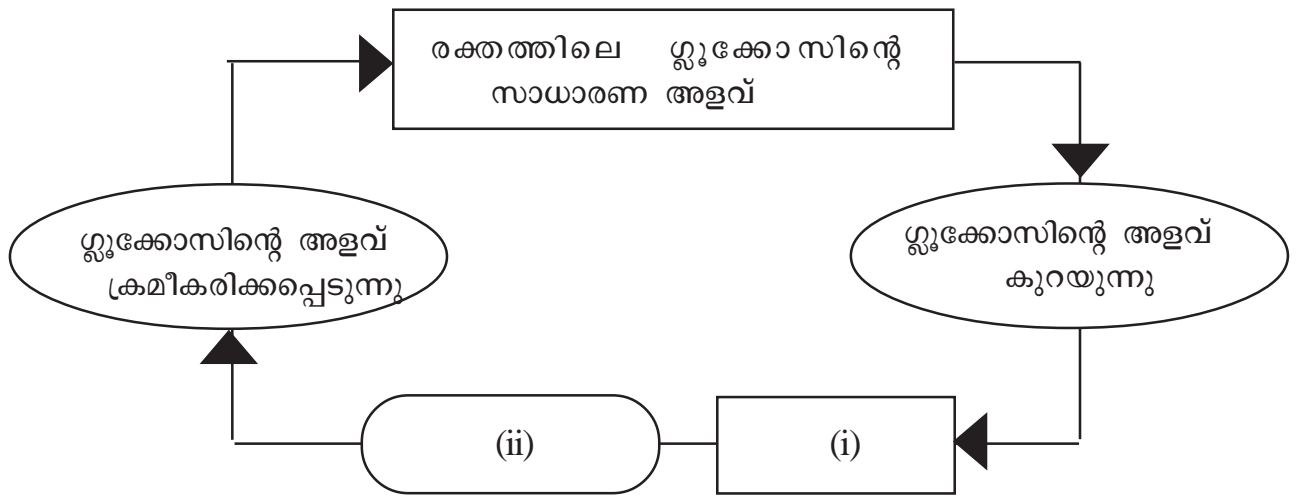 രക്തത്തിലെ ഗ്ലൂക്കോസിന്റെ
സാധാരണ അളവ്
ഗ്ലൂക്കോസിന്റെ അളവ്
ക്രമീകരിക്കപ്പെടുന്നു
ഗ്ലൂക്കോസിന്റെ അളവ്
കുറയുന്നു
(ii)
(i)